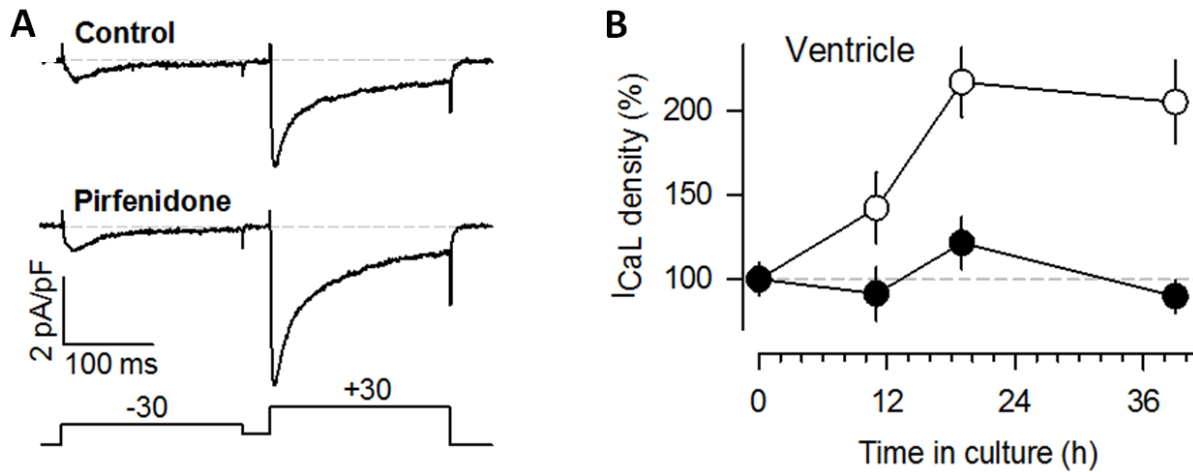 A
Control
Pirfenidone
2 pA/pF
100 ms
-30
+30
B
Ventricle
ICaL density (%)
200
150
100
0
12
24
36
Time in culture (h)